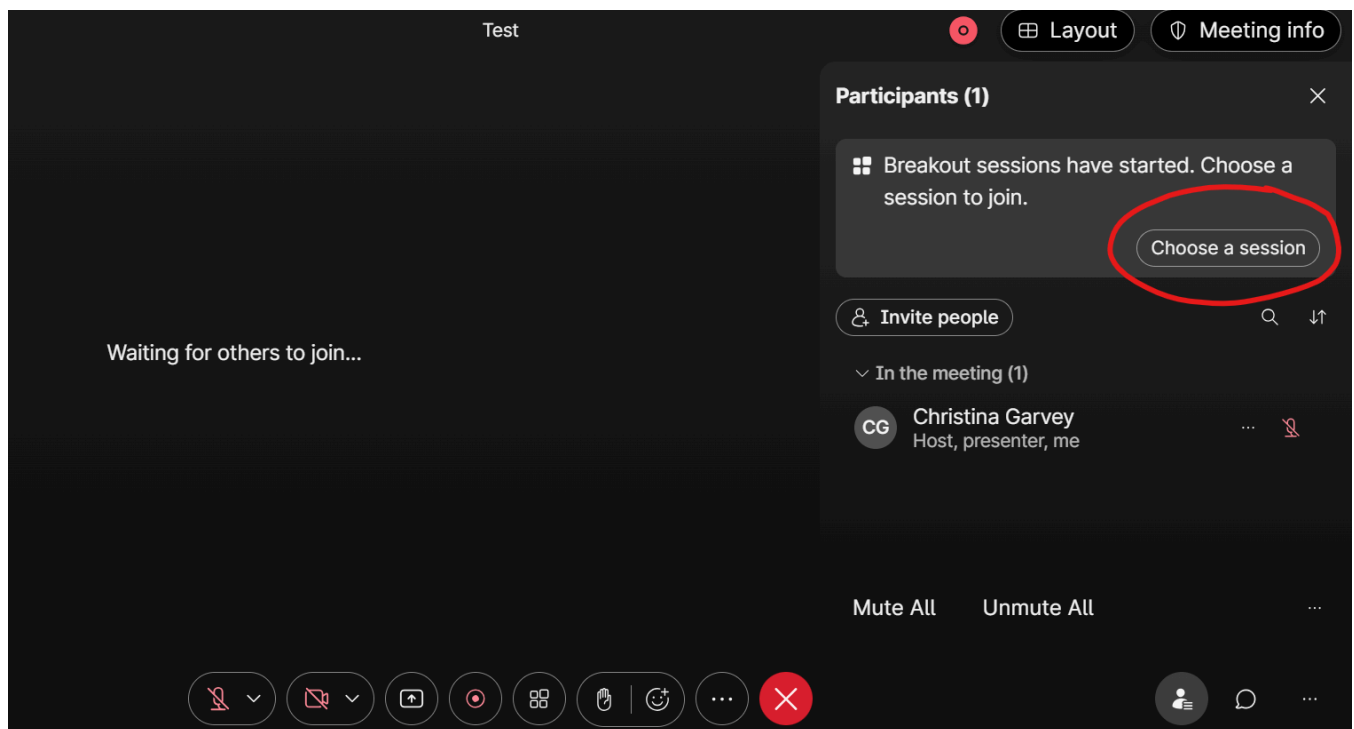 Test
Layout
Meeting info
Participants (1)
Breakout sessions have started. Choose a
session to join.
Choose a session
Invite people
Waiting for others to join...
In the meeting (1)
CG
Christina Garvey
Host, presenter, me
Mute All
Unmute All